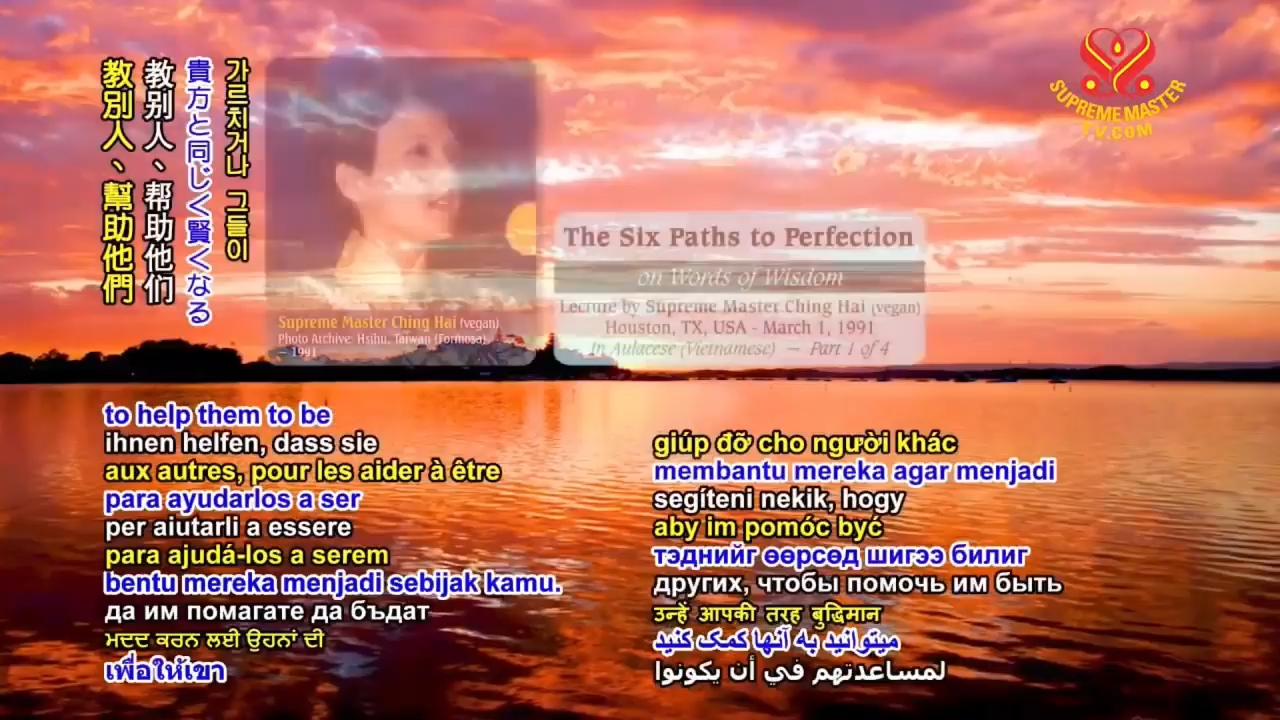 教別人、幫助他們
教别人、帮助他们
貴方と同じく賢くなる
가르치거나 그들이
SUPREME MASTER
TV.COM
Supreme Master Ching Hai (vegan)
Photo Archive: Hsihu, Taiwan (Formosa)
– 1991
The Six Paths to Perfection
on Words of Wisdom
Lecture by Supreme Master Ching Hai (vegan)
Houston, TX, USA - March 1, 1991
In Aulacese (Vietnamese) — Part 1 of 4
to help them to be
ihnen helfen, dass sie
aux autres, pour les aider à être
para ayudarlos a ser
per aiutarli a essere
para ajudá-los a serem
bentu mereka menjadi sebijak kamu.
да им помагате да бъдат
ਮਦਦ ਕਰਨ ਲਈ ਉਹਨਾਂ ਦੀ
เพื่อให้เขา
giúp đỡ cho người khác
membantu mereka agar menjadi
segíteni nekik, hogy
aby im pomóc być
тэднийг өөрсөд шигээ билиг
других, чтобы помочь им быть
उन्हें आपकी तरह बुद्धिमान
میتوانید به آنها کمک کنید
لمساعدتهم في أن يكونوا